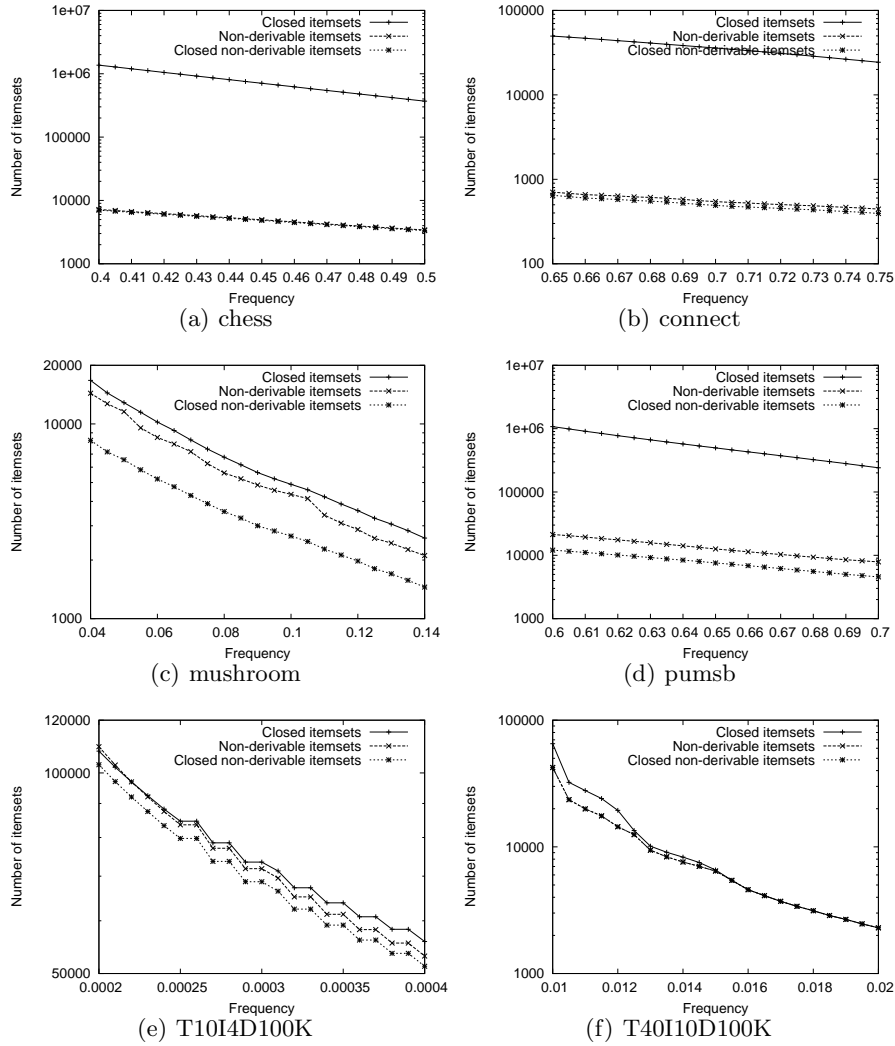 1e+07
1e+06
100000
10000
1000
Number of itemsets
Closed itemsets
Non-derivable itemsets
Closed non-derivable itemsets
0.4 0.41 0.42 0.43 0.44 0.45 0.46 0.47 0.48 0.49 0.5
Frequency
(a) chess
100000
10000
1000
100
Number of itemsets
Closed itemsets
Non-derivable itemsets
Closed non-derivable itemsets
0.65 0.66 0.67 0.68 0.69 0.7 0.71 0.72 0.73 0.74 0.75
Frequency
(b) connect
20000
10000
1000
Number of itemsets
Closed itemsets
Non-derivable itemsets
Closed non-derivable itemsets
0.04 0.06 0.08 0.1 0.12 0.14
Frequency
(c) mushroom
1e+07
1e+06
100000
10000
1000
Number of itemsets
Closed itemsets
Non-derivable itemsets
Closed non-derivable itemsets
0.6 0.61 0.62 0.63 0.64 0.65 0.66 0.67 0.68 0.69 0.7
Frequency
(d) pumsb
120000
100000
50000
Number of itemsets
Closed itemsets
Non-derivable itemsets
Closed non-derivable itemsets
0.0002 0.00025 0.0003 0.00035 0.0004
Frequency
(e) T10I4D100K
100000
10000
1000
Number of itemsets
Closed itemsets
Non-derivable itemsets
Closed non-derivable itemsets
0.01 0.012 0.014 0.016 0.018 0.02
Frequency
(f) T40I10D100K